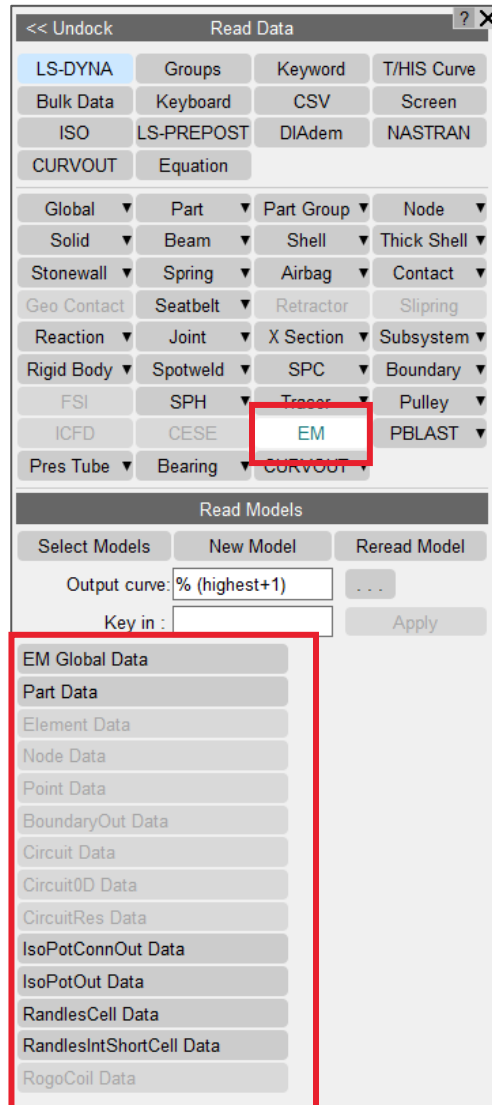 << Undock Read Data ? X
LS-DYNA Groups Keyword T/HIS Curve
Bulk Data Keyboard CSV Screen
ISO LS-PREPOST DIAdem NASTRAN
CURVOUT Equation
Global ▼ Part ▼ Part Group ▼ Node ▼
Solid ▼ Beam ▼ Shell ▼ Thick Shell ▼
Stonewall ▼ Spring ▼ Airbag ▼ Contact ▼
Geo Contact Seatbelt ▼ Retractor Slipring
Reaction ▼ Joint ▼ X Section ▼ Subsystem ▼
Rigid Body ▼ Spotweld ▼ SPC ▼ Boundary ▼
FSI SPH ▼ Tracer ▼ Pulley ▼
ICFD CESE EM PBLAST ▼
Pres Tube ▼ Bearing ▼ CURVOUT ▼
Read Models
Select Models New Model Reread Model
Output curve: % (highest+1) . . .
Key in : Apply
EM Global Data
Part Data
Element Data
Node Data
Point Data
BoundaryOut Data
Circuit Data
Circuit0D Data
CircuitRes Data
IsoPotConnOut Data
IsoPotOut Data
RandlesCell Data
RandlesIntShortCell Data
RogoCoil Data